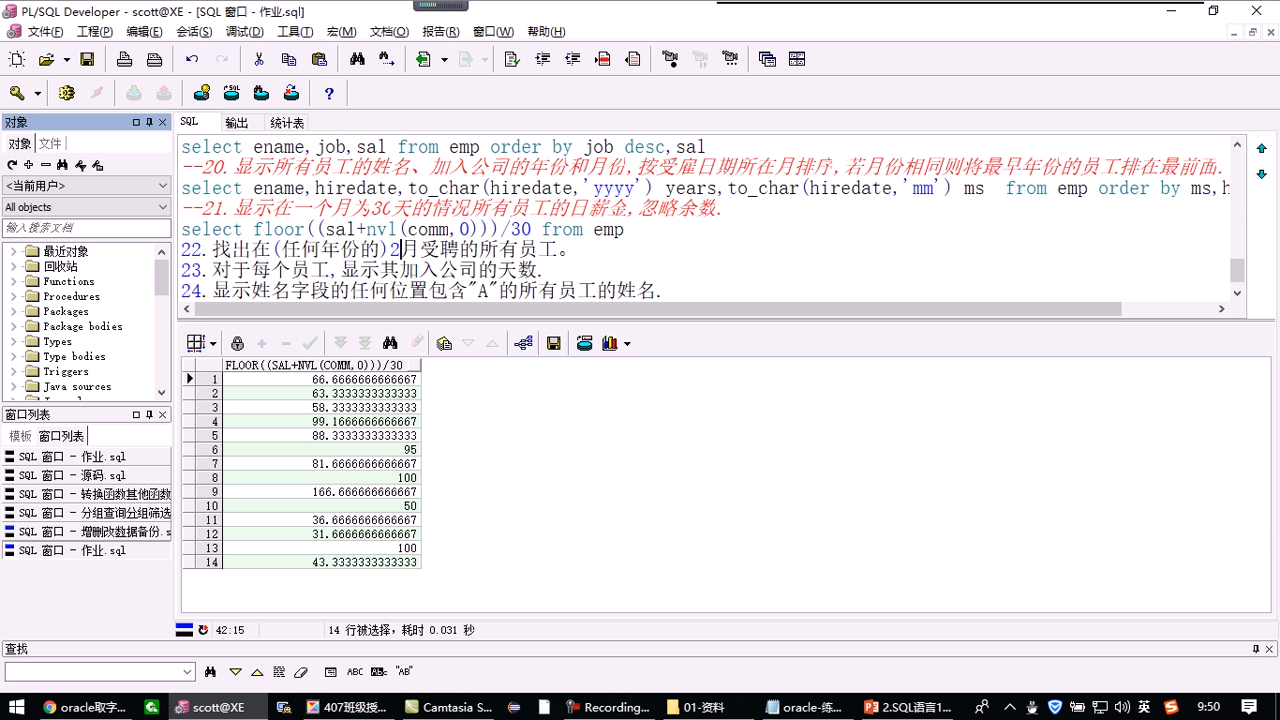 PL/SQL Developer - scott@XE - [SQL 窗口 - 作业.sql]
文件(F) 工程(P) 编辑(E) 会话(S) 调试(D) 工具(T) 宏(M) 文档(O) 报告(R) 窗口(W) 帮助(H)
对象
对象 文件
<当前用户>
All objects
输入搜索文档
最近对象
回收站
Functions
Procedures
Packages
Package bodies
Types
Type bodies
Triggers
Java sources
窗口列表
模板 窗口列表
SQL 窗口 - 作业.sql
SQL 窗口 - 源码.sql
SQL 窗口 - 转换函数其他函数
SQL 窗口 - 分组查询分组筛选
SQL 窗口 - 增删改数据备份.s
SQL 窗口 - 作业.sql
SQL 输出 统计表
select ename,job,sal from emp order by job desc,sal
--20.显示所有员工的姓名、加入公司的年份和月份,按受雇日期所在月排序,若月份相同则将最早年份的员工排在最前面.
select ename,hiredate,to_char(hiredate,'yyyy') years,to_char(hiredate,'mm') ms  from emp order by ms,h
--21.显示在一个月为30天的情况所有员工的日薪金,忽略余数.
select floor((sal+nvl(comm,0)))/30 from emp
22.找出在(任何年份的)2月受聘的所有员工。
23.对于每个员工,显示其加入公司的天数.
24.显示姓名字段的任何位置包含"A"的所有员工的姓名.
FLOOR((SAL+NVL(COMM,0)))/30
1 66.6666666666667
2 63.3333333333333
3 58.3333333333333
4 99.1666666666667
5 88.3333333333333
6 95
7 81.6666666666667
8 100
9 166.666666666667
10 50
11 36.6666666666667
12 31.6666666666667
13 100
14 43.3333333333333
42:15 14 行被选择，耗时 0.031 秒
查找
ABC ABc "AB"
oracle取字... scott@XE 407班级授... Camtasia S... Recording... 01-资料 oracle-练... 2.SQL语言1... 英 9:50